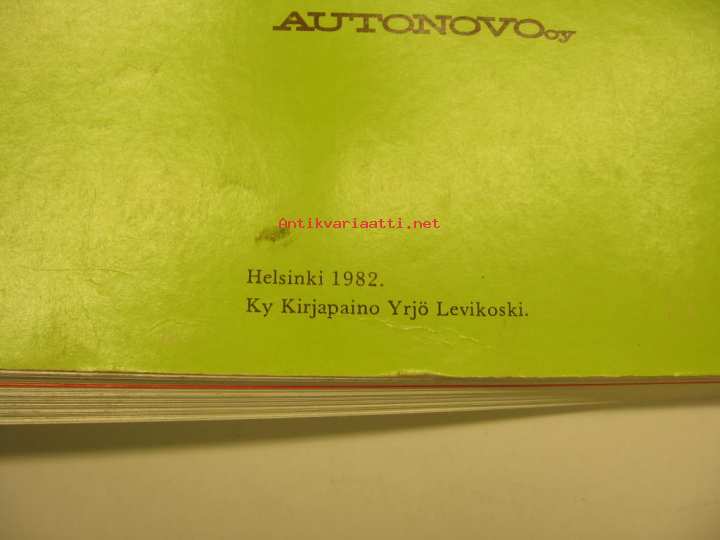 AUTONOVO oy
Antikvariaatti.net
Helsinki 1982.
Ky Kirjapaino Yrjö Levikoski.